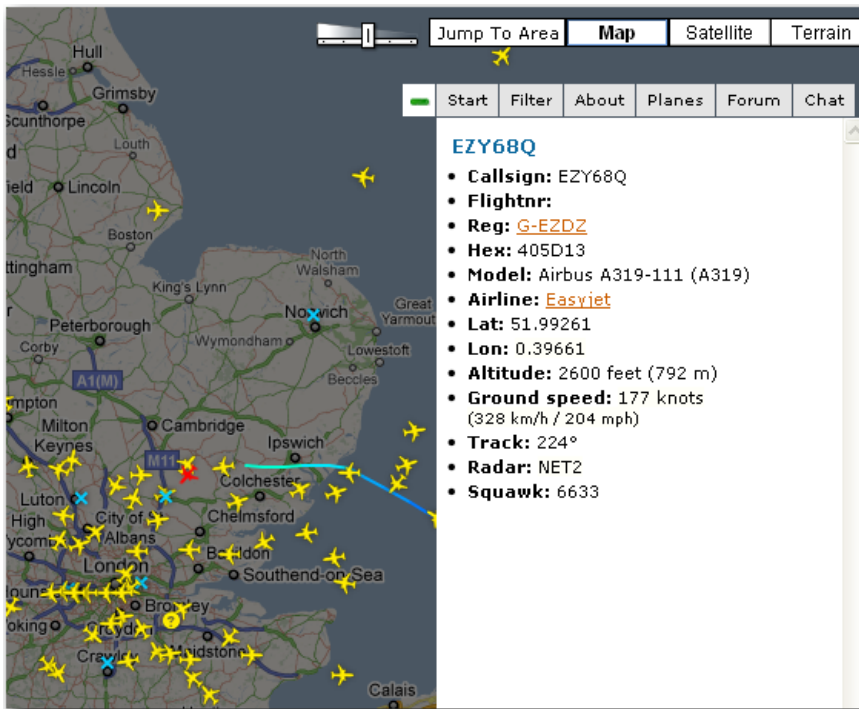 Jump To Area Map Satellite Terrain
Start Filter About Planes Forum Chat
EZY68Q
Callsign: EZY68Q
Flightnr:
Reg: G-EZDZ
Hex: 405D13
Model: Airbus A319-111 (A319)
Airline: Easyjet
Lat: 51.99261
Lon: 0.39661
Altitude: 2600 feet (792 m)
Ground speed: 177 knots
(328 km/h / 204 mph)
Track: 224°
Radar: NET2
Squawk: 6633
Hull
Hessle
Grimsby
Scunthorpe
Louth
Lincoln
Boston
North
Walsham
King's Lynn
Norwich
Great
Yarmout
Peterborough
Wymondham
Lowestoft
Corby
Beccles
A1(M)
Milton
Keynes
Cambridge
M11
Ipswich
Colchester
Luton
High
City of
St Albans
Chelmsford
Basildon
London
Southend-on-Sea
Bromley
Croydon
Maidstone
Crawley
Calais
?